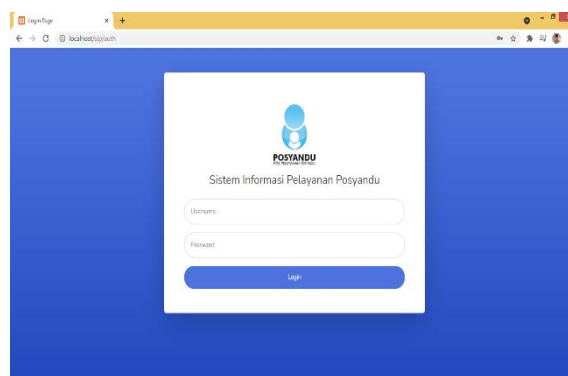 Login Page
localhost/sip/auth
POSYANDU
Sistem Informasi Pelayanan Posyandu
Username
Password
Login